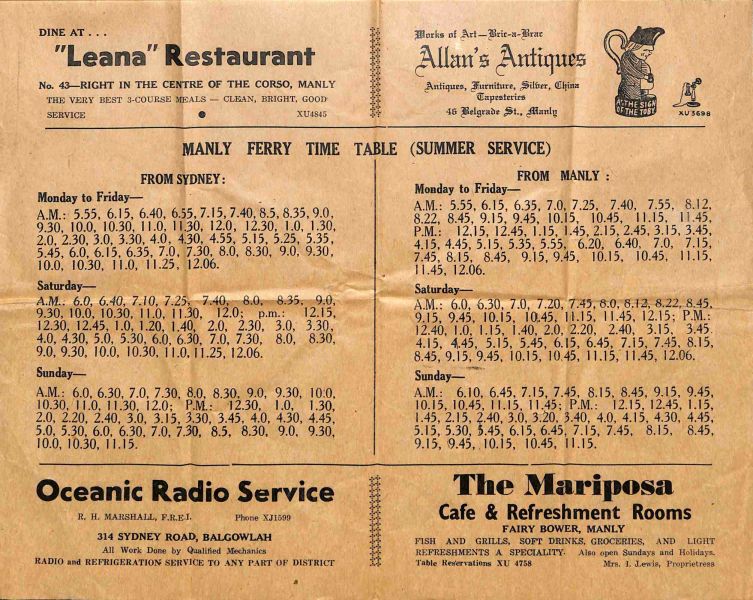 DINE AT . . .
"Leana" Restaurant
No. 43—RIGHT IN THE CENTRE OF THE CORSO, MANLY
THE VERY BEST 3-COURSE MEALS — CLEAN, BRIGHT, GOOD
SERVICE XU4845
Works of Art—Bric-a-Brac
Allan's Antiques
Antiques, Furniture, Silver, China
Tapesteries
46 Belgrade St., Manly
AT THE SIGN
OF THE TOBY
XU 3698
MANLY FERRY TIME TABLE (SUMMER SERVICE)
FROM SYDNEY:
Monday to Friday—
A.M.: 5.55, 6.15, 6.40, 6.55, 7.15, 7.40, 8.5, 8.35, 9.0,
9.30, 10.0, 10.30, 11.0, 11.30, 12.0, 12.30, 1.0, 1.30,
2.0, 2.30, 3.0, 3.30, 4.0, 4.30, 4.55, 5.15, 5.25, 5.35,
5.45, 6.0, 6.15, 6.35, 7.0, 7.30, 8.0, 8.30, 9.0, 9.30,
10.0, 10.30, 11.0, 11.25, 12.06.
Saturday—
A.M.: 6.0, 6.40, 7.10, 7.25, 7.40, 8.0, 8.35, 9.0,
9.30, 10.0, 10.30, 11.0, 11.30, 12.0; p.m.: 12.15,
12.30, 12.45, 1.0, 1.20, 1.40, 2.0, 2.30, 3.0, 3.30,
4.0, 4.30, 5.0, 5.30, 6.0, 6.30, 7.0, 7.30, 8.0, 8.30,
9.0, 9.30, 10.0, 10.30, 11.0, 11.25, 12.06.
Sunday—
A.M.: 6.0, 6.30, 7.0, 7.30, 8.0, 8.30, 9.0, 9.30, 10.0,
10.30, 11.0, 11.30, 12.0; P.M.: 12.30, 1.0, 1.30,
2.0, 2.20, 2.40, 3.0, 3.15, 3.30, 3.45, 4.0, 4.30, 4.45,
5.0, 5.30, 6.0, 6.30, 7.0, 7.30, 8.5, 8.30, 9.0, 9.30,
10.0, 10.30, 11.15.
FROM MANLY :
Monday to Friday—
A.M.: 5.55, 6.15, 6.35, 7.0, 7.25, 7.40, 7.55, 8.12,
8.22, 8.45, 9.15, 9.45, 10.15, 10.45, 11.15, 11.45,
P.M.: 12.15, 12.45, 1.15, 1.45, 2.15, 2.45, 3.15, 3.45,
4.15, 4.45, 5.15, 5.35, 5.55, 6.20, 6.40, 7.0, 7.15,
7.45, 8.15, 8.45, 9.15, 9.45, 10.15, 10.45, 11.15,
11.45, 12.06.
Saturday—
A.M.: 6.0, 6.30, 7.0, 7.20, 7.45, 8.0, 8.12, 8.22, 8.45,
9.15, 9.45, 10.15, 10.45, 11.15, 11.45, 12.15; P.M.:
12.40, 1.0, 1.15, 1.40, 2.0, 2.20, 2.40, 3.15, 3.45
4.15, 4.45, 5.15, 5.45, 6.15, 6.45, 7.15, 7.45, 8.15,
8.45, 9.15, 9.45, 10.15, 10.45, 11.15, 11.45, 12.06.
Sunday—
A.M.: 6.10, 6.45, 7.15, 7.45, 8.15, 8.45, 9.15, 9.45,
10.15, 10.45, 11.15, 11.45; P.M.: 12.15, 12.45, 1.15,
1.45, 2.15, 2.40, 3.0, 3.20, 3.40, 4.0, 4.15, 4.30, 4.45,
5.15, 5.30, 5.45, 6.15, 6.45, 7.15, 7.45, 8.15, 8.45,
9.15, 9.45, 10.15, 10.45, 11.15.
Oceanic Radio Service
R. H. MARSHALL, F.R.E.I. Phone XJ1599
314 SYDNEY ROAD, BALGOWLAH
All Work Done by Qualified Mechanics
RADIO and REFRIGERATION SERVICE TO ANY PART OF DISTRICT
The Mariposa
Cafe & Refreshment Rooms
FAIRY BOWER, MANLY
FISH AND GRILLS, SOFT DRINKS, GROCERIES, AND LIGHT
REFRESHMENTS A SPECIALITY. Also open Sundays and Holidays.
Table Reservations XU 4758 Mrs. I. Lewis, Proprietress